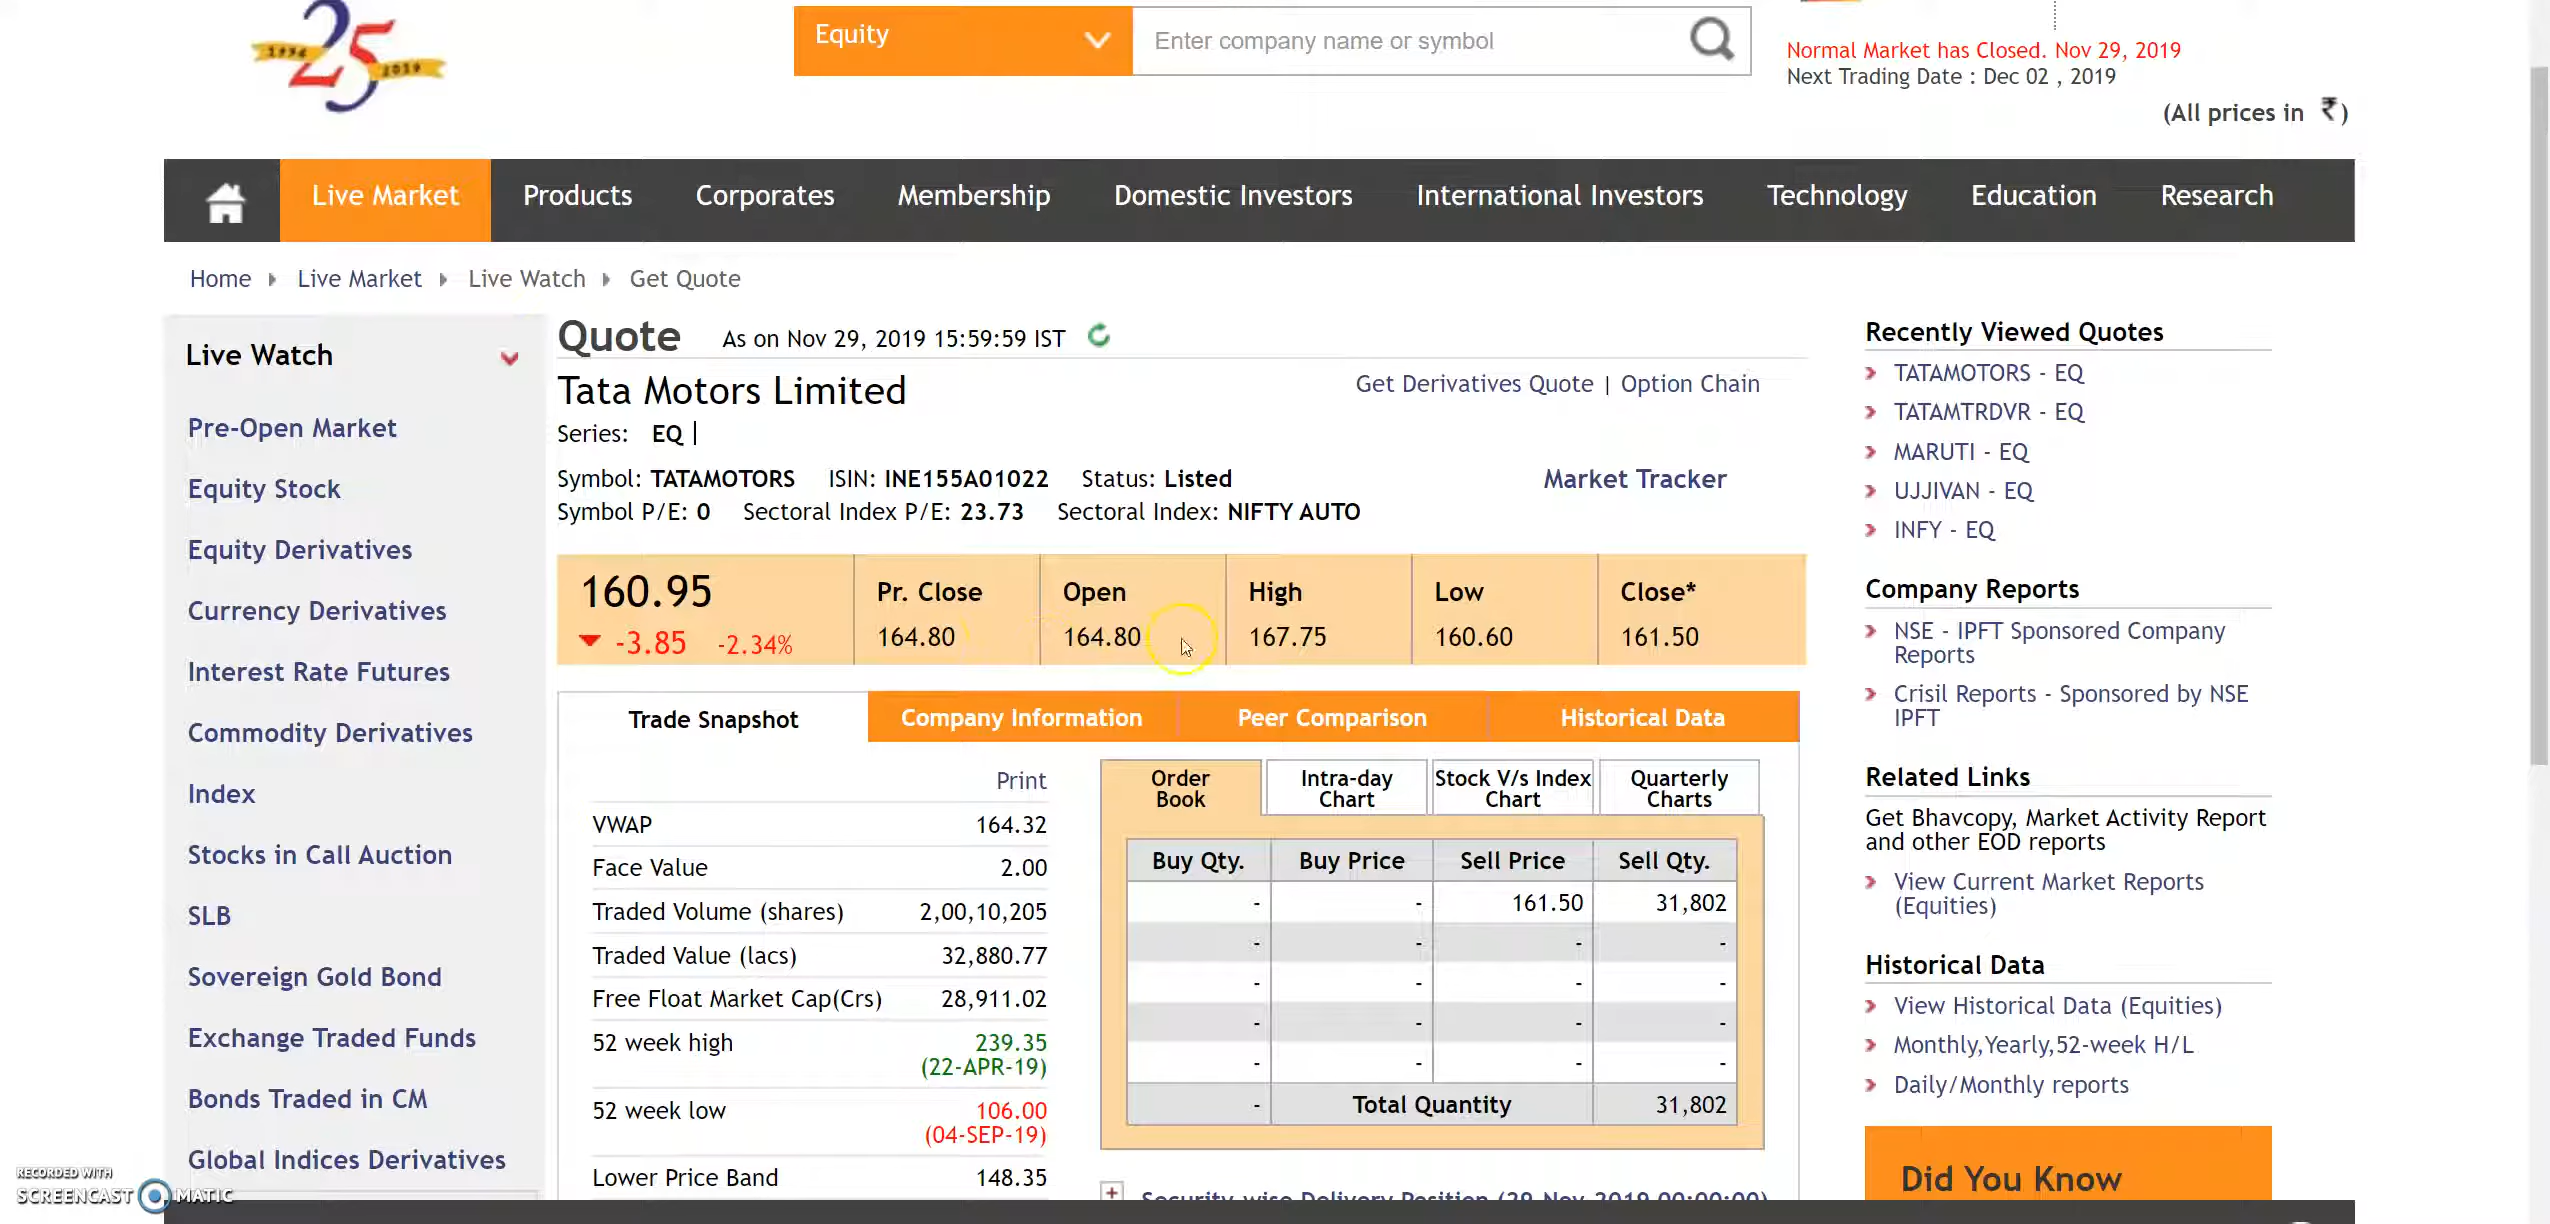 1994 25 2019
Equity
Enter company name or symbol
Normal Market has Closed. Nov 29, 2019
Next Trading Date : Dec 02 , 2019
(All prices in ₹)
Live Market Products Corporates Membership Domestic Investors International Investors Technology Education Research
Home Live Market Live Watch Get Quote
Live Watch
Pre-Open Market
Equity Stock
Equity Derivatives
Currency Derivatives
Interest Rate Futures
Commodity Derivatives
Index
Stocks in Call Auction
SLB
Sovereign Gold Bond
Exchange Traded Funds
Bonds Traded in CM
Global Indices Derivatives
Quote As on Nov 29, 2019 15:59:59 IST
Tata Motors Limited
Get Derivatives Quote | Option Chain
Series: EQ |
Symbol: TATAMOTORS ISIN: INE155A01022 Status: Listed
Market Tracker
Symbol P/E: 0 Sectoral Index P/E: 23.73 Sectoral Index: NIFTY AUTO
160.95 Pr. Close Open High Low Close*
-3.85 -2.34% 164.80 164.80 167.75 160.60 161.50
Trade Snapshot Company Information Peer Comparison Historical Data
Print
VWAP 164.32
Face Value 2.00
Traded Volume (shares) 2,00,10,205
Traded Value (lacs) 32,880.77
Free Float Market Cap(Crs) 28,911.02
52 week high 239.35
(22-APR-19)
52 week low 106.00
(04-SEP-19)
Lower Price Band 148.35
Order Book Intra-day Chart Stock V/s Index Chart Quarterly Charts
Buy Qty. Buy Price Sell Price Sell Qty.
- - 161.50 31,802
- - - -
- - - -
- - - -
- - - -
- Total Quantity 31,802
Security-wise Delivery Position (29-Nov-2019 00:00:00)
Recently Viewed Quotes
TATAMOTORS - EQ
TATAMTRDVR - EQ
MARUTI - EQ
UJJIVAN - EQ
INFY - EQ
Company Reports
NSE - IPFT Sponsored Company
Reports
Crisil Reports - Sponsored by NSE
IPFT
Related Links
Get Bhavcopy, Market Activity Report
and other EOD reports
View Current Market Reports
(Equities)
Historical Data
View Historical Data (Equities)
Monthly,Yearly,52-week H/L
Daily/Monthly reports
Did You Know
RECORDED WITH
SCREENCAST MATIC